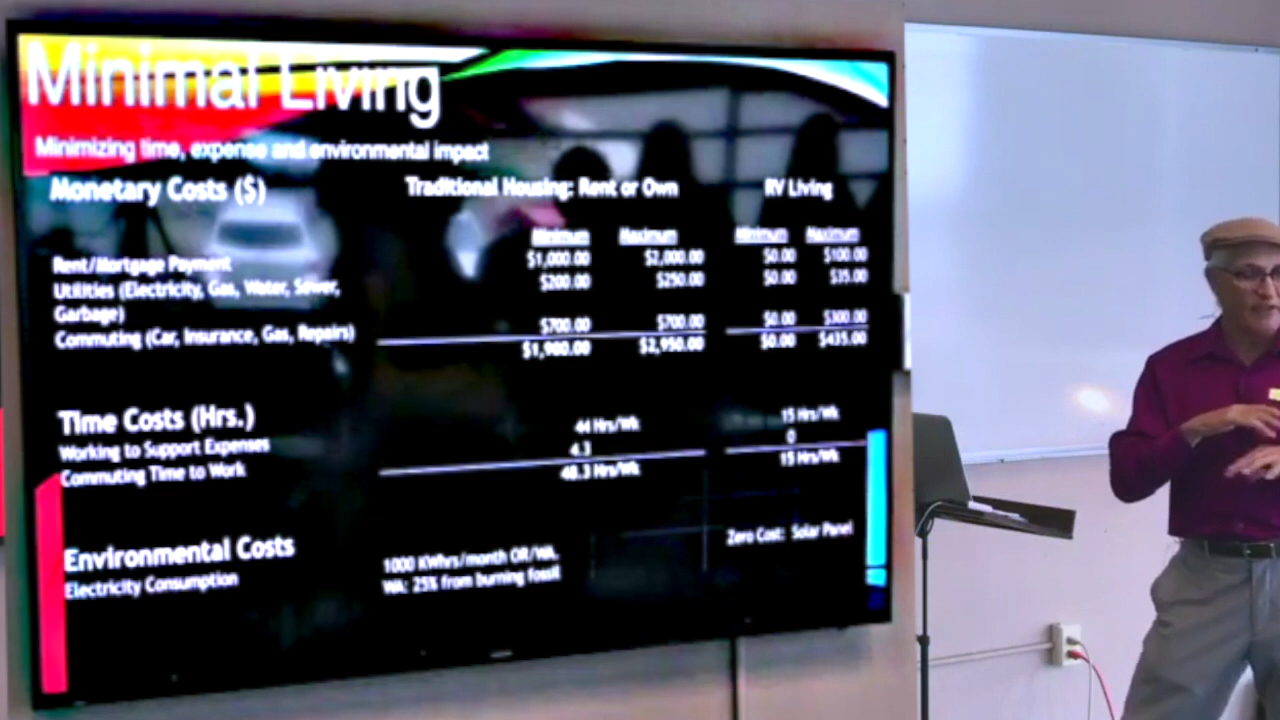 Minimal Living
Minimizing time, expense and environmental impact
Monetary Costs ($) Traditional Housing: Rent or Own RV Living
Minimum Maximum Minimum Maximum
Rent/Mortgage Payment $1,000.00 $2,000.00 $0.00 $100.00
Utilities (Electricity, Gas, Water, Sewer, $200.00 $250.00 $0.00 $35.00
Garbage)
Commuting (Car, Insurance, Gas, Repairs) $700.00 $700.00 $0.00 $300.00
$1,900.00 $2,950.00 $0.00 $435.00
Time Costs (Hrs.)
Working to Support Expenses 44 Hrs/Wk 15 Hrs/Wk
Commuting Time to Work 4.3 0
48.3 Hrs/Wk 15 Hrs/Wk
Environmental Costs
Electricity Consumption 1000 KWhrs/month OR/WA. Zero Cost: Solar Panel
WA: 25% from burning fossil